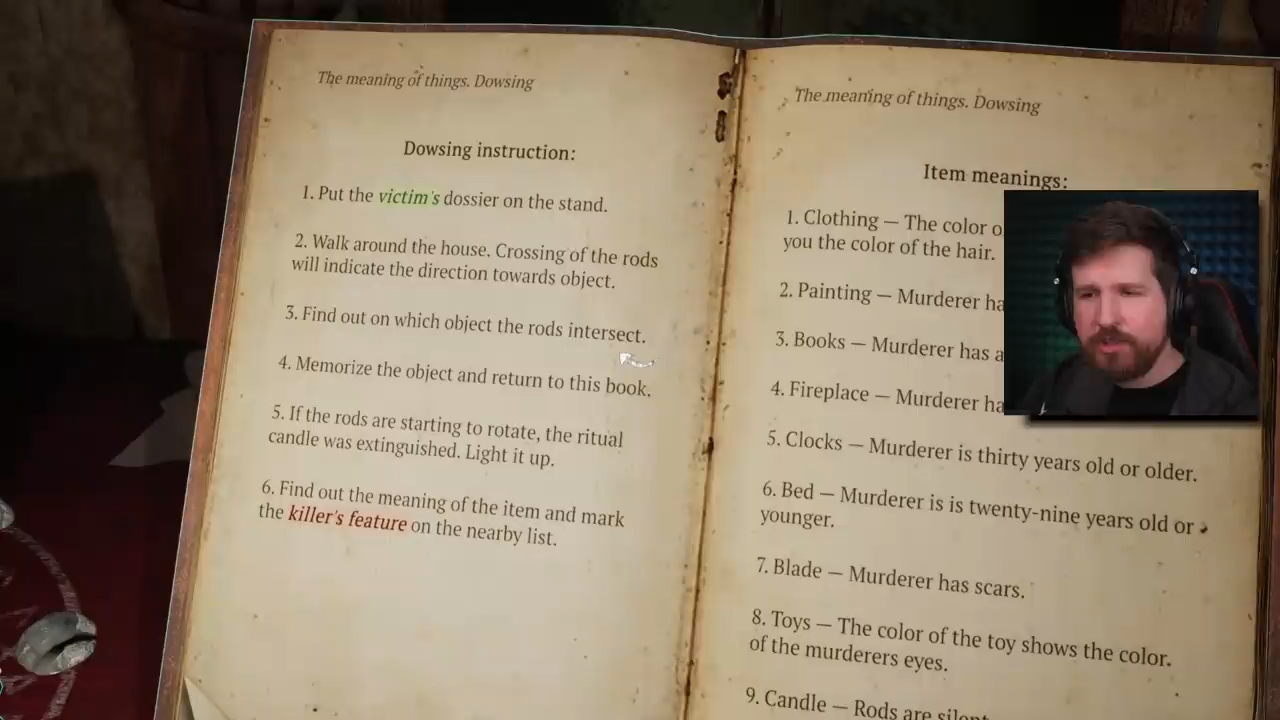 The meaning of things. Dowsing
Dowsing instruction:
1. Put the victim's dossier on the stand.
2. Walk around the house. Crossing of the rods
will indicate the direction towards object.
3. Find out on which object the rods intersect.
4. Memorize the object and return to this book.
5. If the rods are starting to rotate, the ritual
candle was extinguished. Light it up.
6. Find out the meaning of the item and mark
the killer's feature on the nearby list.
The meaning of things. Dowsing
Item meanings:
1. Clothing — The color
you the color of the hair.
2. Painting — Murderer
3. Books — Murderer has
4. Fireplace — Murderer
5. Clocks — Murderer is thirty years old or older.
6. Bed — Murderer is is twenty-nine years old or
younger.
7. Blade — Murderer has scars.
8. Toys — The color of the toy shows the color.
of the murderers eyes.
9. Candle — Rods are silent